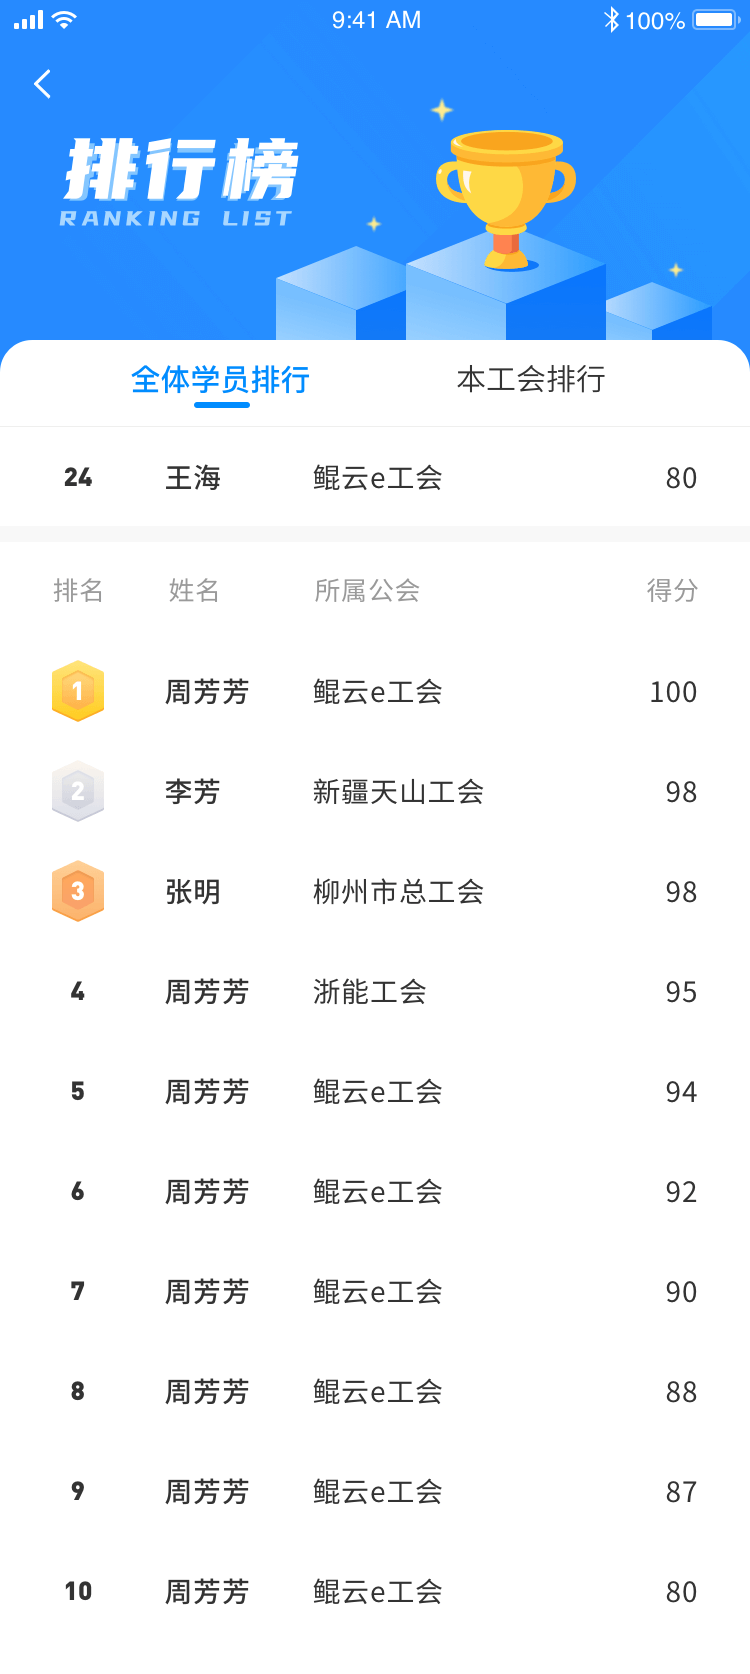 9:41 AM 100%
排行榜
RANKING LIST
全体学员排行 本工会排行
24 王海 鲲云e工会 80
排名 姓名 所属公会 得分
1 周芳芳 鲲云e工会 100
2 李芳 新疆天山工会 98
3 张明 柳州市总工会 98
4 周芳芳 浙能工会 95
5 周芳芳 鲲云e工会 94
6 周芳芳 鲲云e工会 92
7 周芳芳 鲲云e工会 90
8 周芳芳 鲲云e工会 88
9 周芳芳 鲲云e工会 87
10 周芳芳 鲲云e工会 80